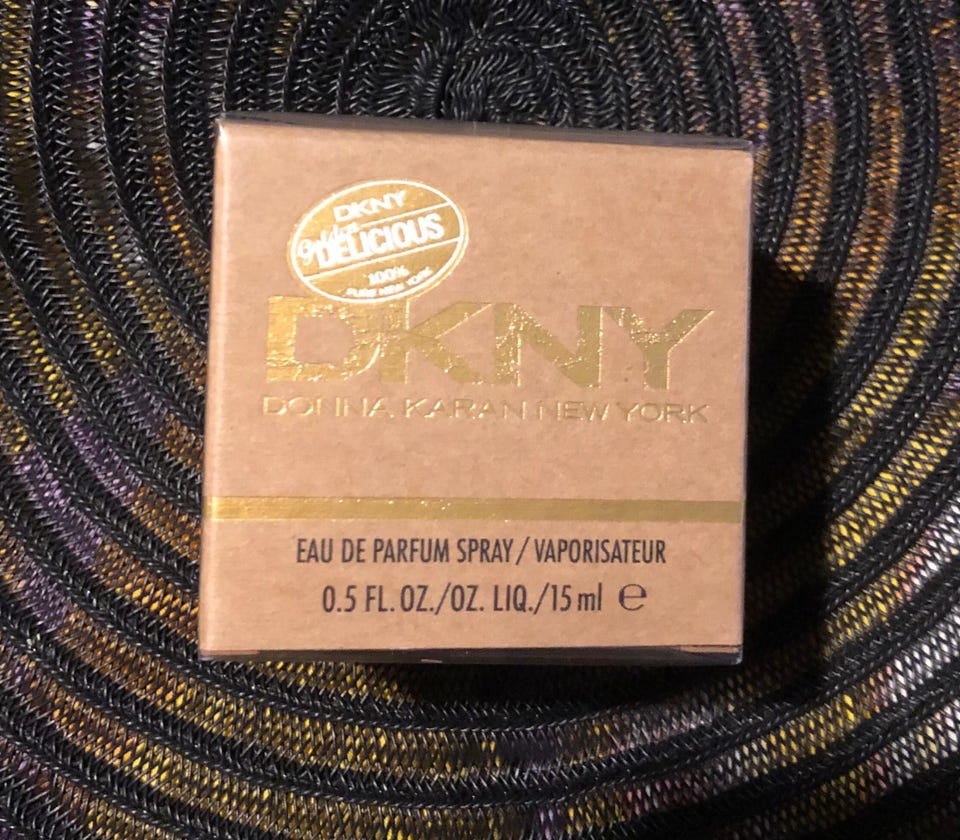 DKNY
Golden
DELICIOUS
100%
PURE NEW YORK
DKNY
DONNA KARAN NEW YORK
EAU DE PARFUM SPRAY / VAPORISATEUR
0.5 FL. OZ./OZ. LIQ./15 ml ℮